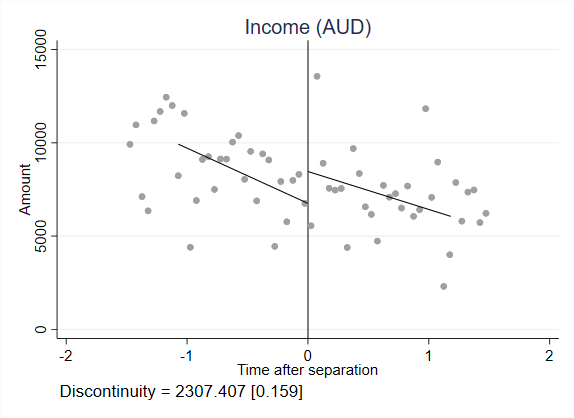 Income (AUD)
15000
10000
5000
0
Amount
-2
-1
0
1
2
Time after separation
Discontinuity = 2307.407 [0.159]